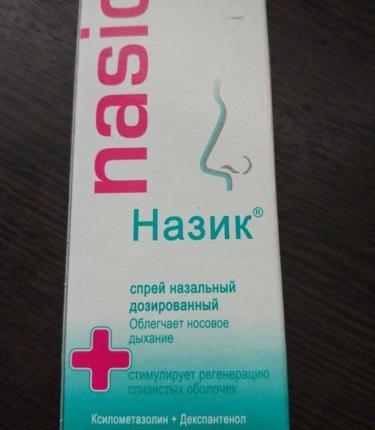 nasic
Назик®
спрей назальный
дозированный
Облегчает носовое
дыхание
стимулирует регенерацию
слизистых оболочек
Ксилометазолин + Декспантенол